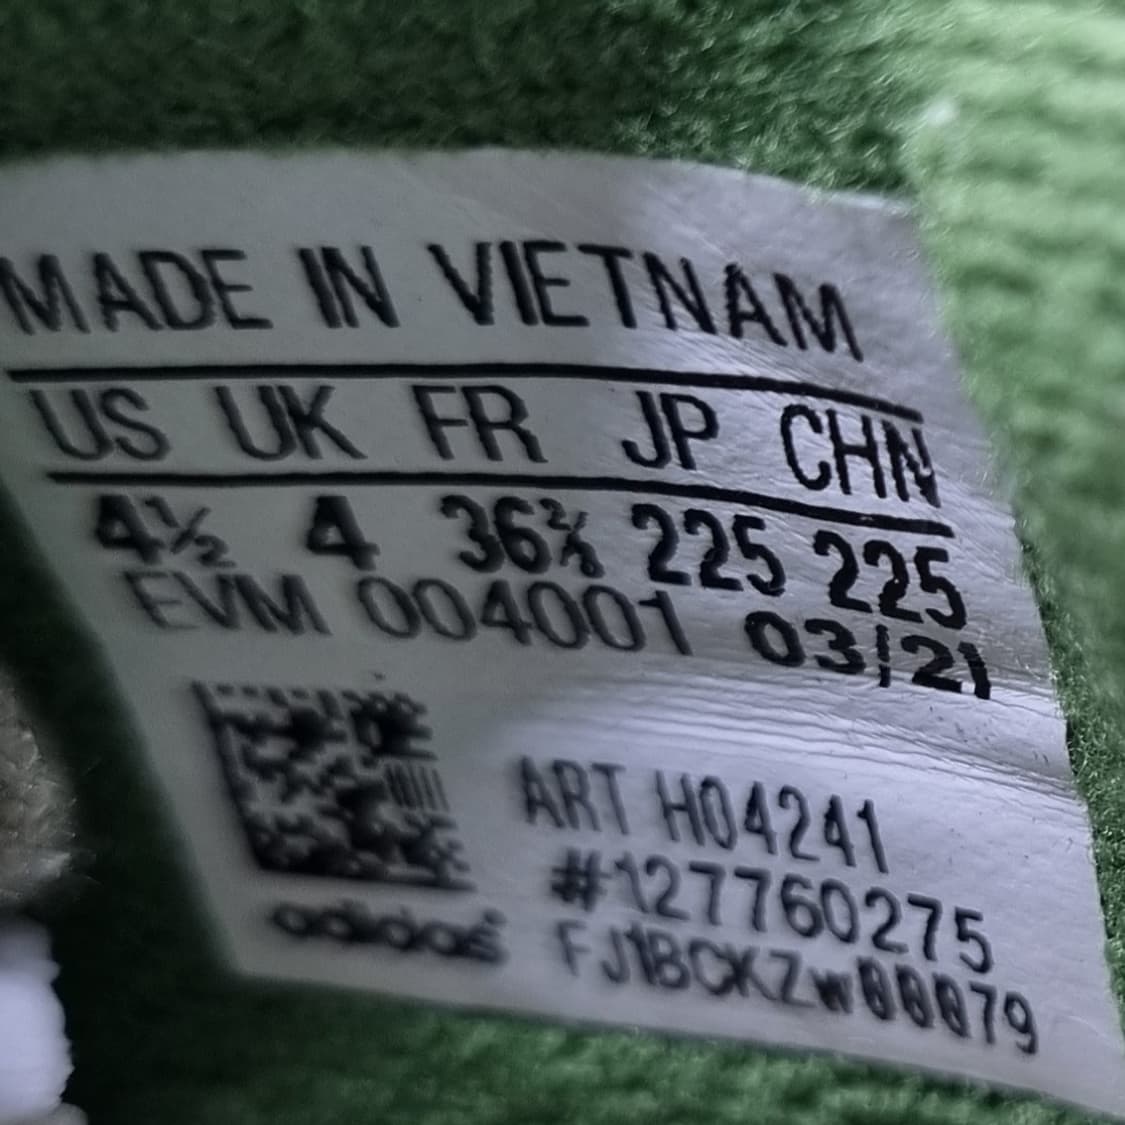 MADE IN VIETNAM
US UK FR JP CHN
4½ 4 36⅔ 225 225
EVM 004001 03/21
ART H04241
#127760275
adidas